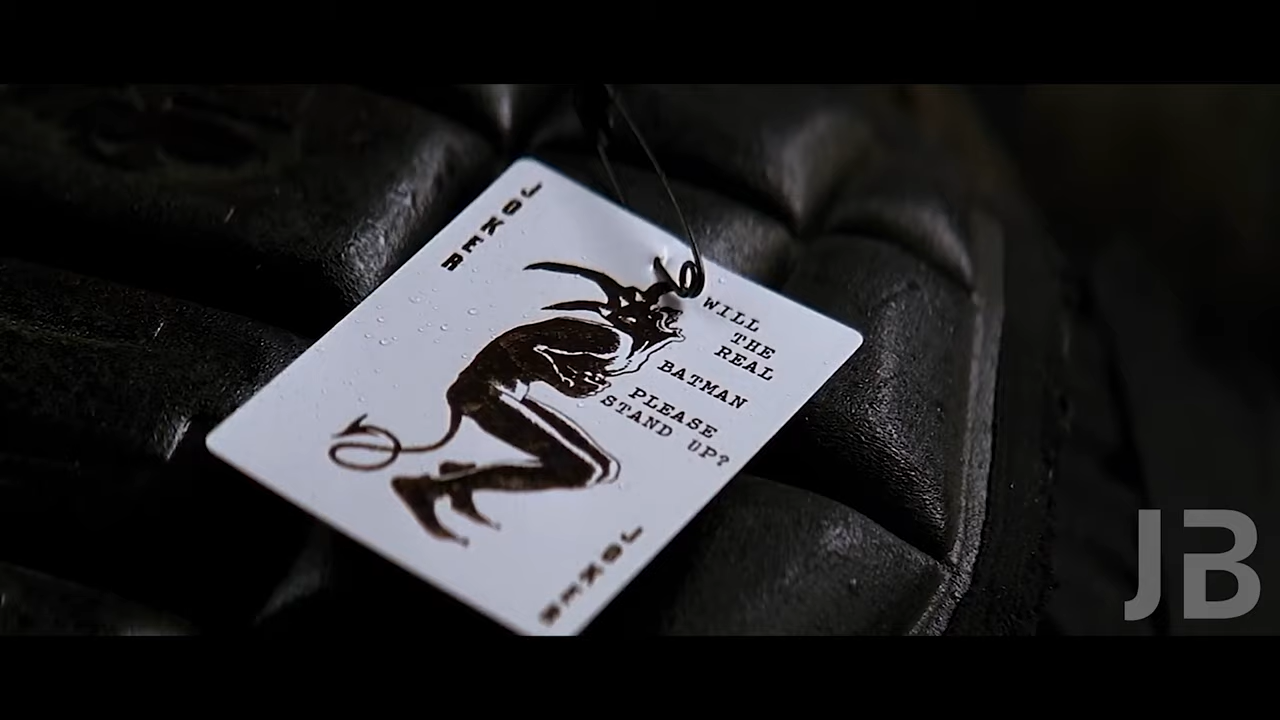 JOKER
WILL
THE
REAL
BATMAN
PLEASE
STAND UP?
JOKER
JB